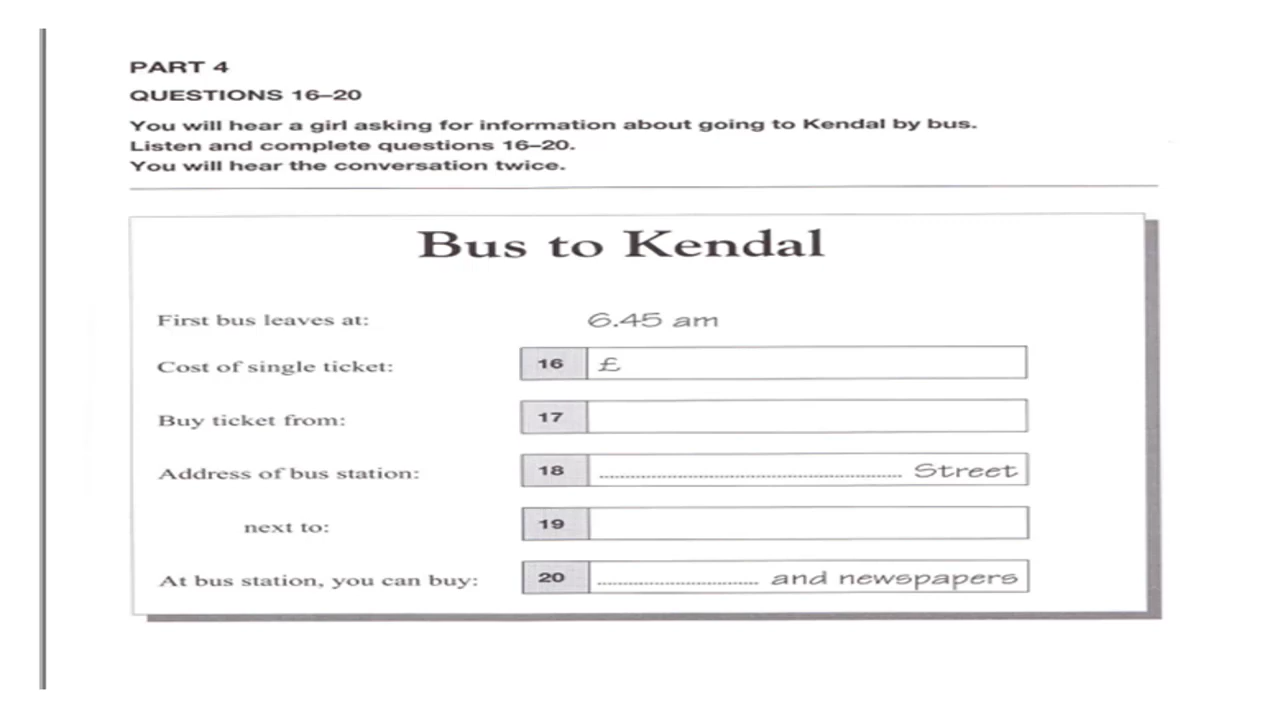 PART 4
QUESTIONS 16–20
You will hear a girl asking for information about going to Kendal by bus.
Listen and complete questions 16–20.
You will hear the conversation twice.
Bus to Kendal
First bus leaves at: 6.45 am
Cost of single ticket: 16 £
Buy ticket from: 17
Address of bus station: 18 ........................................ Street
next to: 19
At bus station, you can buy: 20 ........................ and newspapers